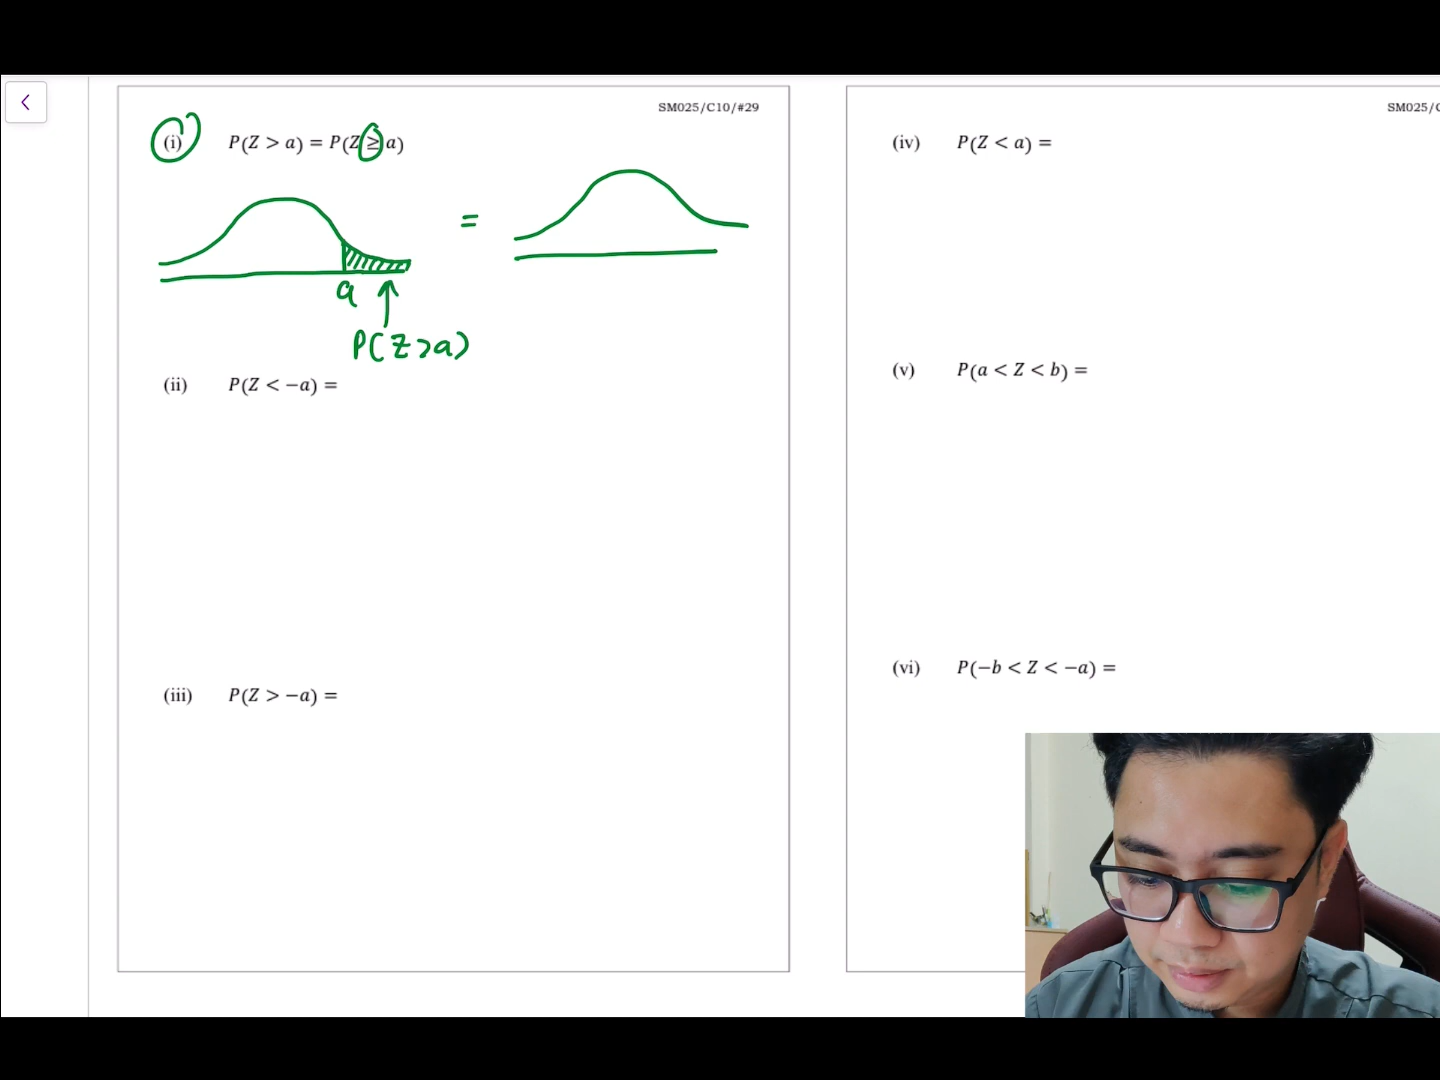 SM025/C10/#29
(i) P(Z > a) = P(Z ≥ a)
=
a
P(Z>a)
(ii) P(Z < −a) =
(iii) P(Z > −a) =
SM025/C
(iv) P(Z < a) =
(v) P(a < Z < b) =
(vi) P(−b < Z < −a) =